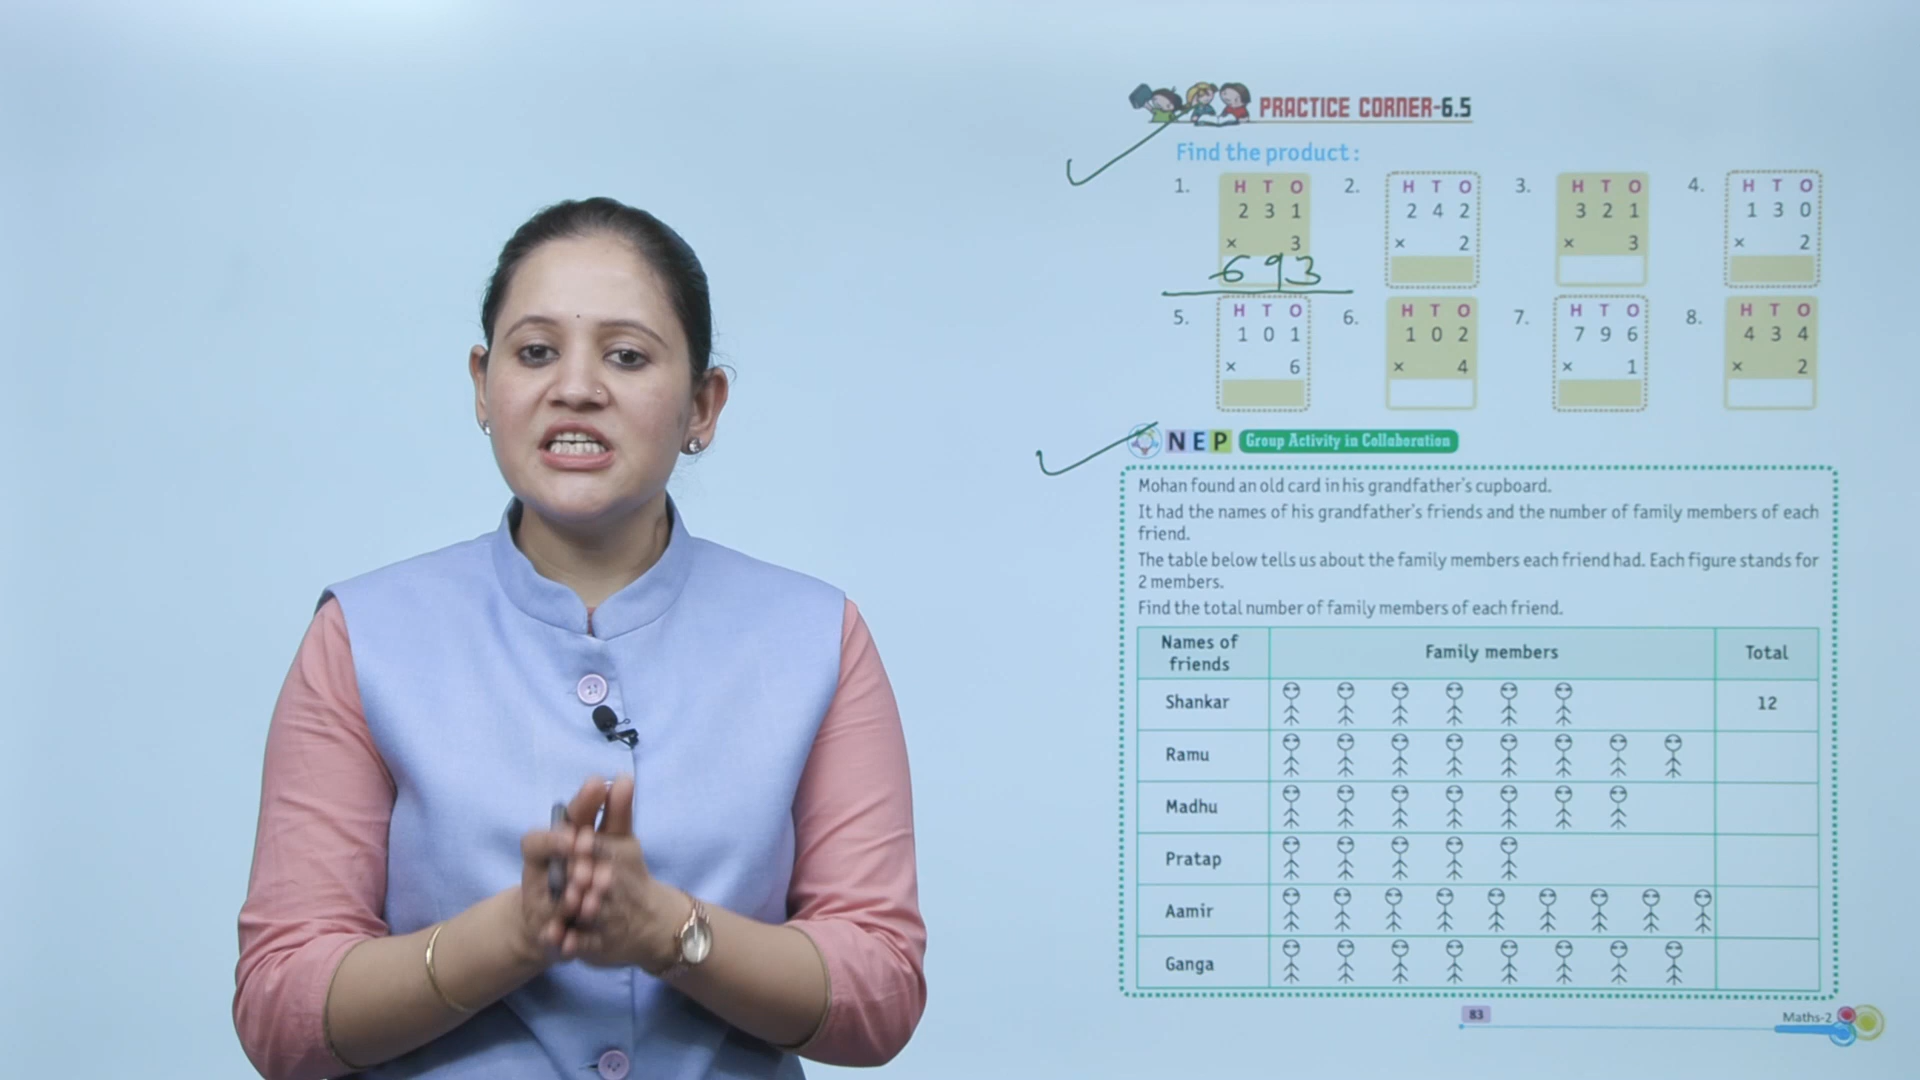 PRACTICE CORNER-6.5
Find the product :
1. H T O 2. H T O 3. H T O 4. H T O
2 3 1 2 4 2 3 2 1 1 3 0
× 3 × 2 × 3 × 2
693
5. H T O 6. H T O 7. H T O 8. H T O
1 0 1 1 0 2 7 9 6 4 3 4
× 6 × 4 × 1 × 2
NEP Group Activity in Collaboration
Mohan found an old card in his grandfather's cupboard.
It had the names of his grandfather's friends and the number of family members of each
friend.
The table below tells us about the family members each friend had. Each figure stands for
2 members.
Find the total number of family members of each friend.
Names of friends Family members Total
Shankar 12
Ramu
Madhu
Pratap
Aamir
Ganga
83
Maths-2